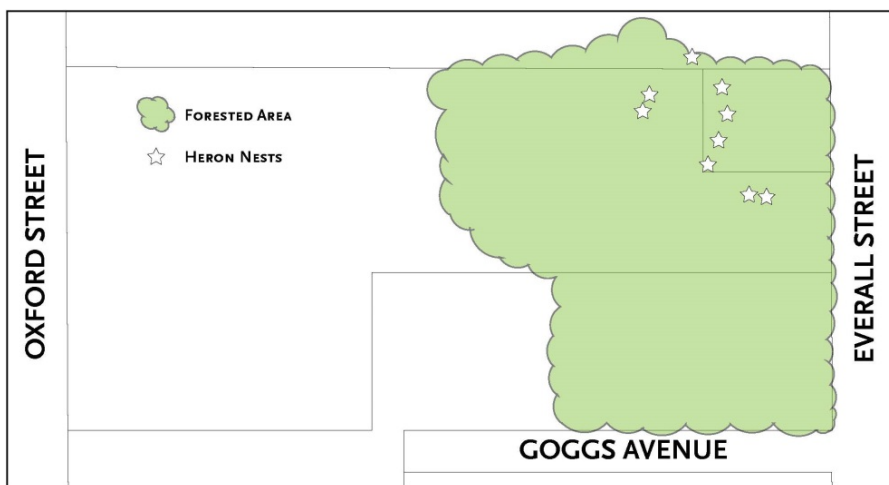 OXFORD STREET
FORESTED AREA
HERON NESTS
EVERALL STREET
GOGGS AVENUE